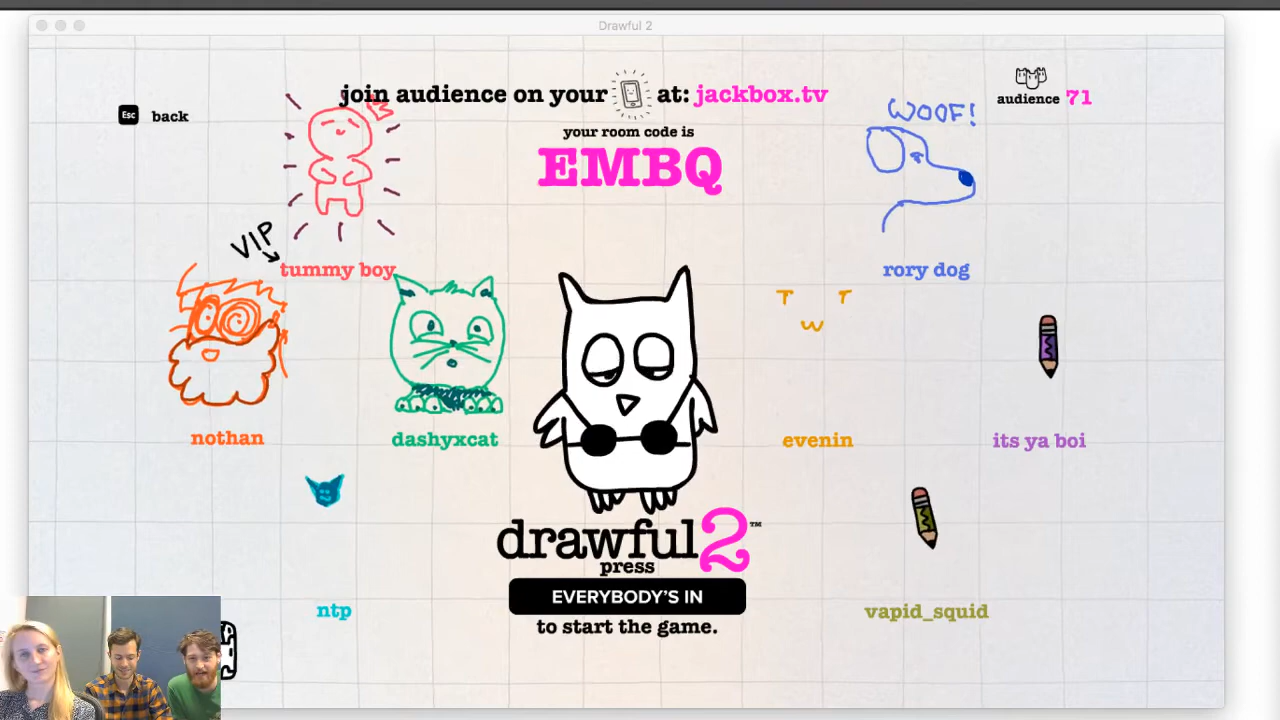 Drawful 2
join audience on your at: jackbox.tv
audience 71
Esc back
your room code is
EMBQ
WOOF!
VIP
tummy boy
rory dog
nothan
dashyxcat
evenin
its ya boi
drawful 2™
press
EVERYBODY'S IN
to start the game.
ntp
vapid_squid